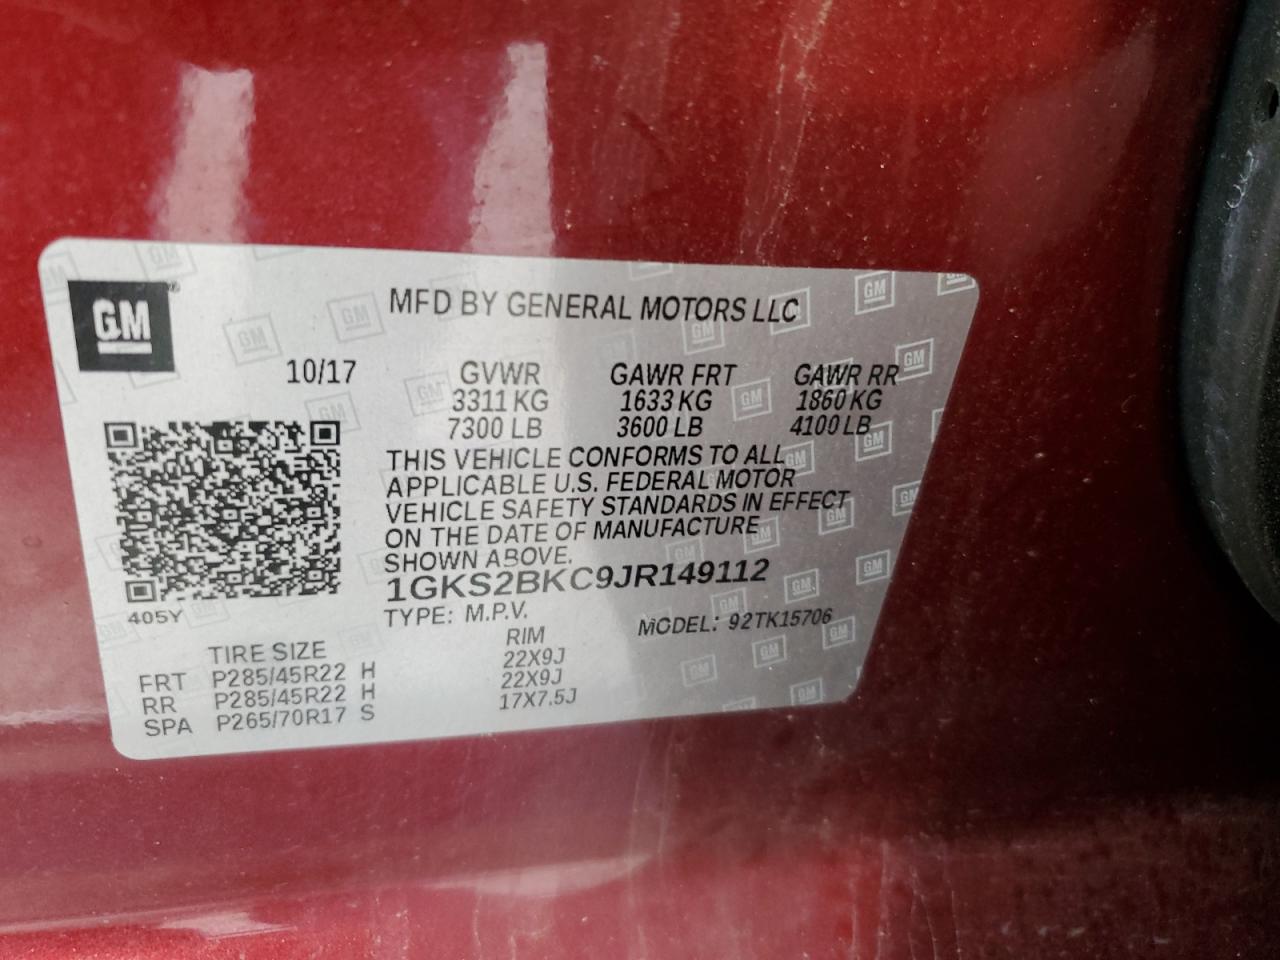 GM
MFD BY GENERAL MOTORS LLC
10/17 GVWR GAWR FRT GAWR RR
3311 KG 1633 KG 1860 KG
7300 LB 3600 LB 4100 LB
THIS VEHICLE CONFORMS TO ALL
APPLICABLE U.S. FEDERAL MOTOR
VEHICLE SAFETY STANDARDS IN EFFECT
ON THE DATE OF MANUFACTURE
SHOWN ABOVE.
1GKS2BKC9JR149112
405Y
TYPE: M.P.V. MODEL: 92TK15706
TIRE SIZE RIM
FRT P285/45R22 H 22X9J
RR P285/45R22 H 22X9J
SPA P265/70R17 S 17X7.5J